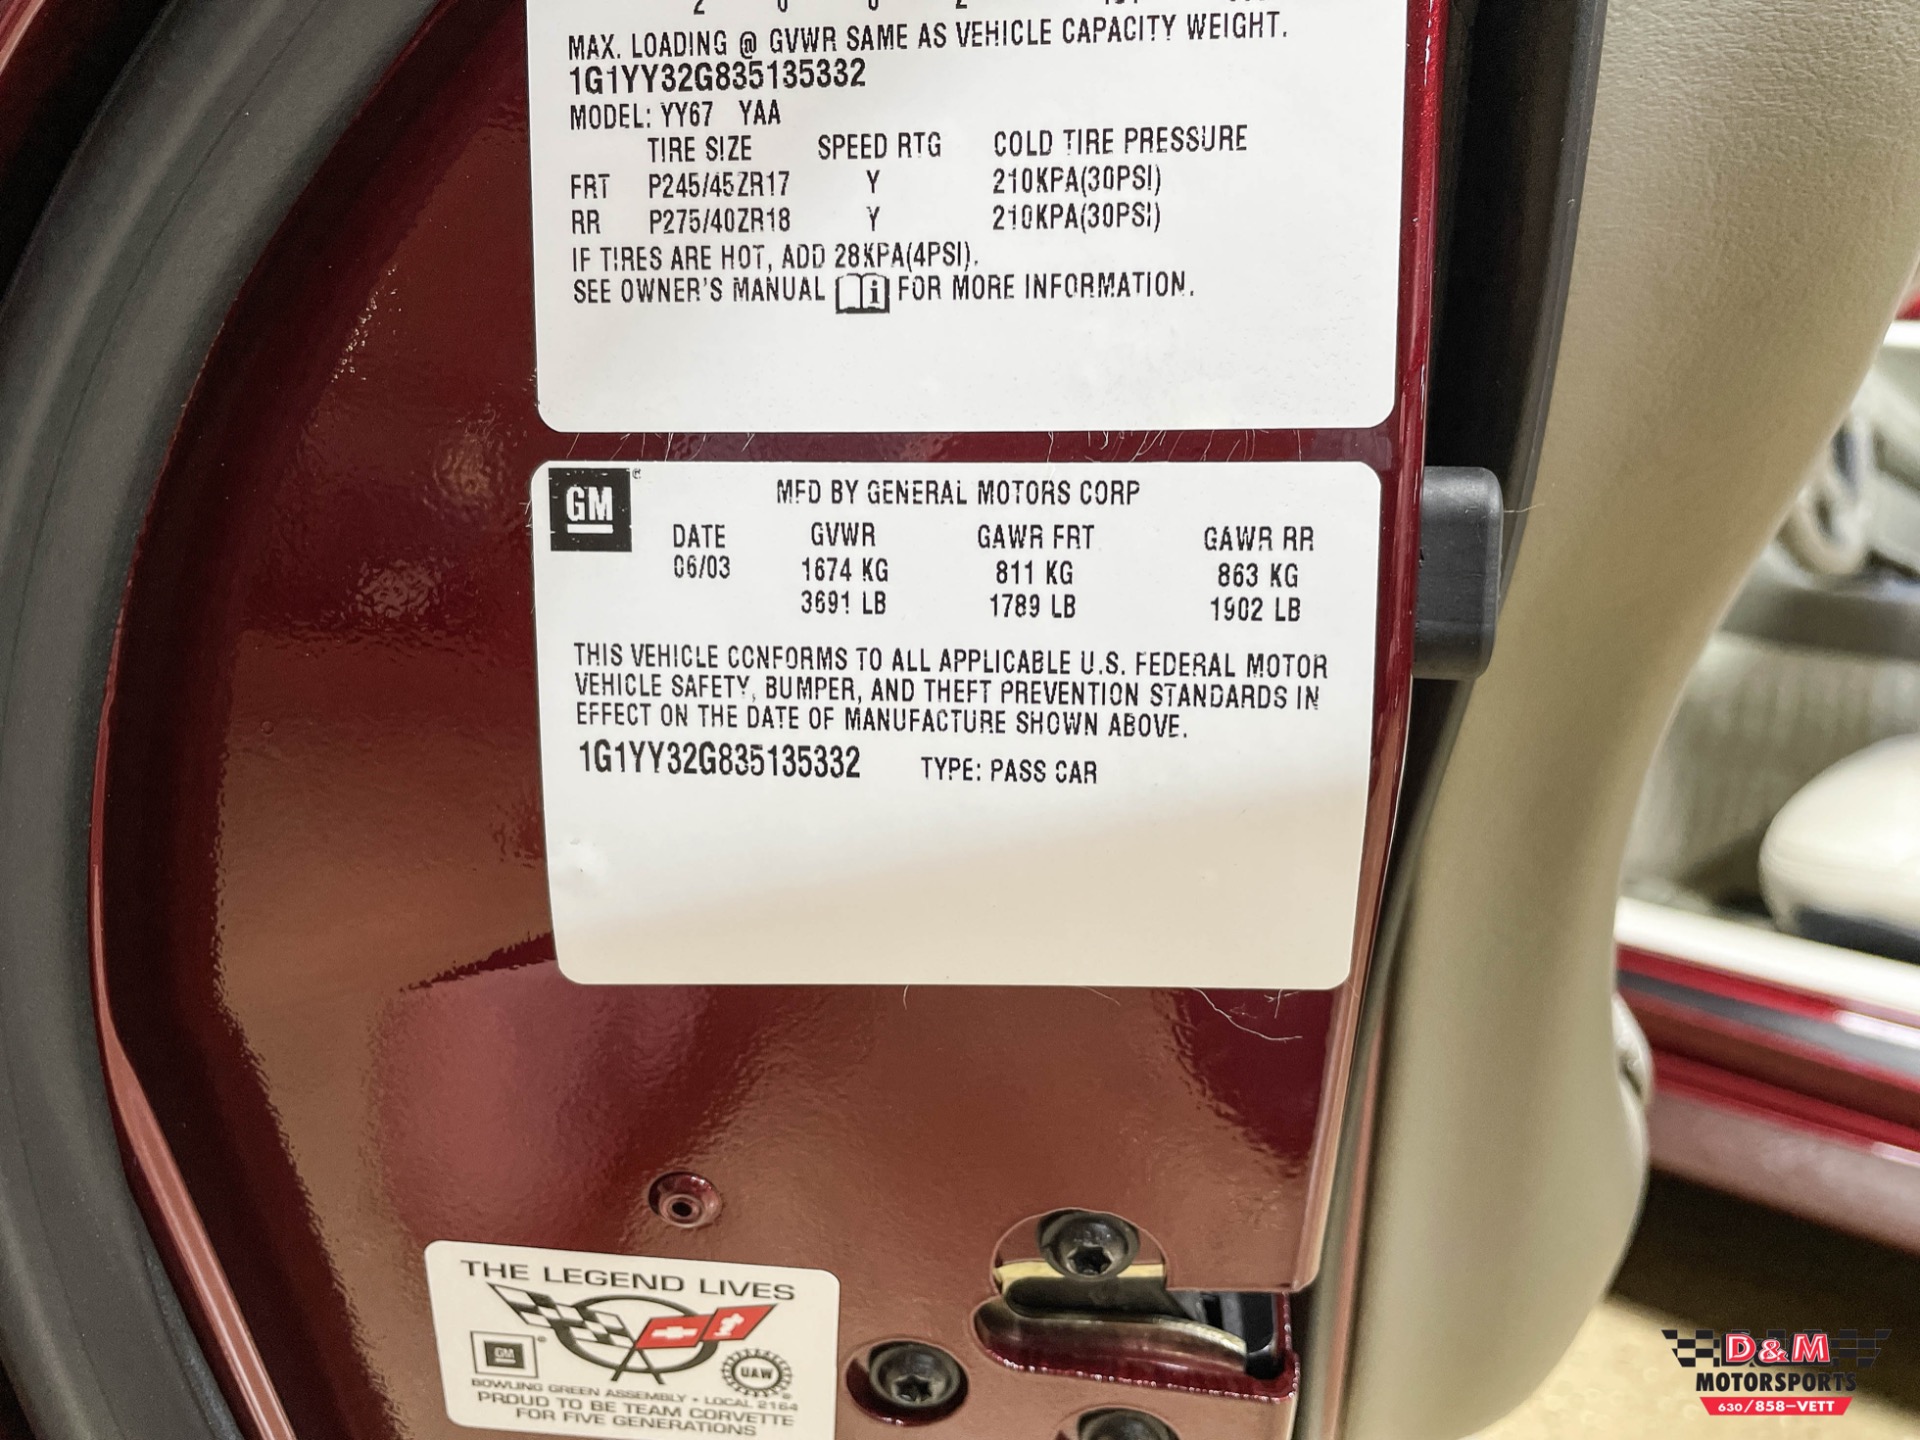 MAX. LOADING @ GVWR SAME AS VEHICLE CAPACITY WEIGHT.
1G1YY32G835135332
MODEL: YY67 YAA
TIRE SIZE SPEED RTG COLD TIRE PRESSURE
FRT P245/45ZR17 Y 210KPA(30PSI)
RR P275/40ZR18 Y 210KPA(30PSI)
IF TIRES ARE HOT, ADD 28KPA(4PSI).
SEE OWNER'S MANUAL i FOR MORE INFORMATION.
GM ®
MFD BY GENERAL MOTORS CORP
DATE GVWR GAWR FRT GAWR RR
06/03 1674 KG 811 KG 863 KG
3691 LB 1789 LB 1902 LB
THIS VEHICLE CONFORMS TO ALL APPLICABLE U.S. FEDERAL MOTOR
VEHICLE SAFETY, BUMPER, AND THEFT PREVENTION STANDARDS IN
EFFECT ON THE DATE OF MANUFACTURE SHOWN ABOVE.
1G1YY32G835135332 TYPE: PASS CAR
THE LEGEND LIVES
GM ® UAW ®
BOWLING GREEN ASSEMBLY • LOCAL 2164
PROUD TO BE TEAM CORVETTE
FOR FIVE GENERATIONS
D&M
MOTORSPORTS
630/858-VETT